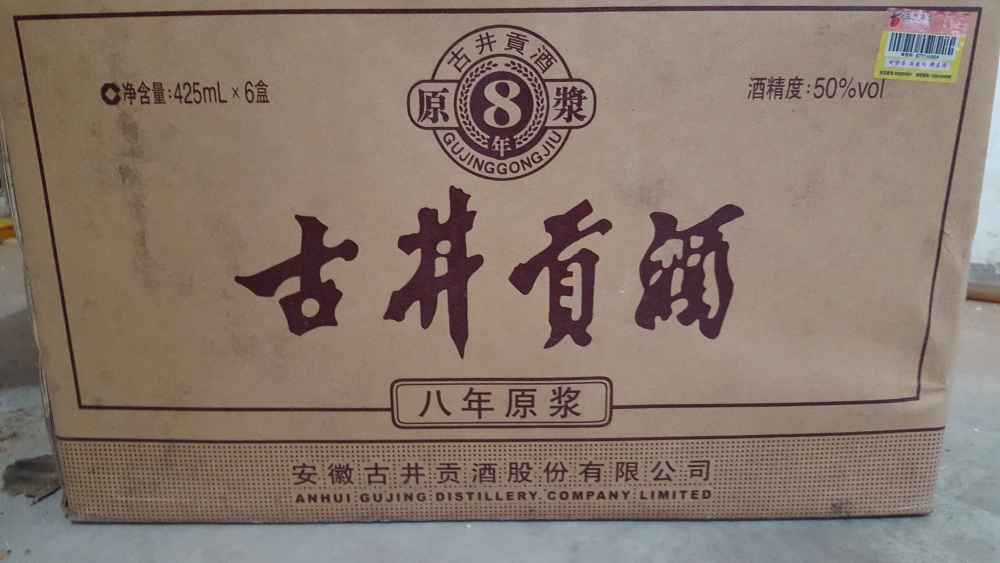 净含量:425mL × 6盒
古井貢酒
原8漿
年
GUJINGGONGJIU
酒精度:50%vol
古井贡酒
八年原浆
安徽古井贡酒股份有限公司
ANHUI GUJING DISTILLERY COMPANY LIMITED